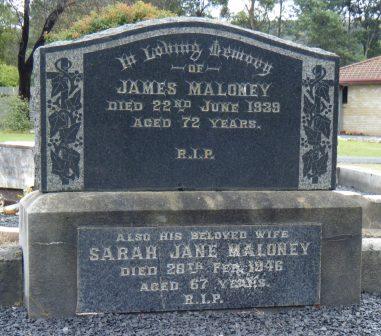 In Loving Memory
OF
JAMES MALONEY
DIED 22ND JUNE 1939
AGED 72 YEARS.
R.I.P.
ALSO HIS BELOVED WIFE
SARAH JANE MALONEY
DIED 28TH FEB. 1946
AGED 67 YEARS.
R.I.P.